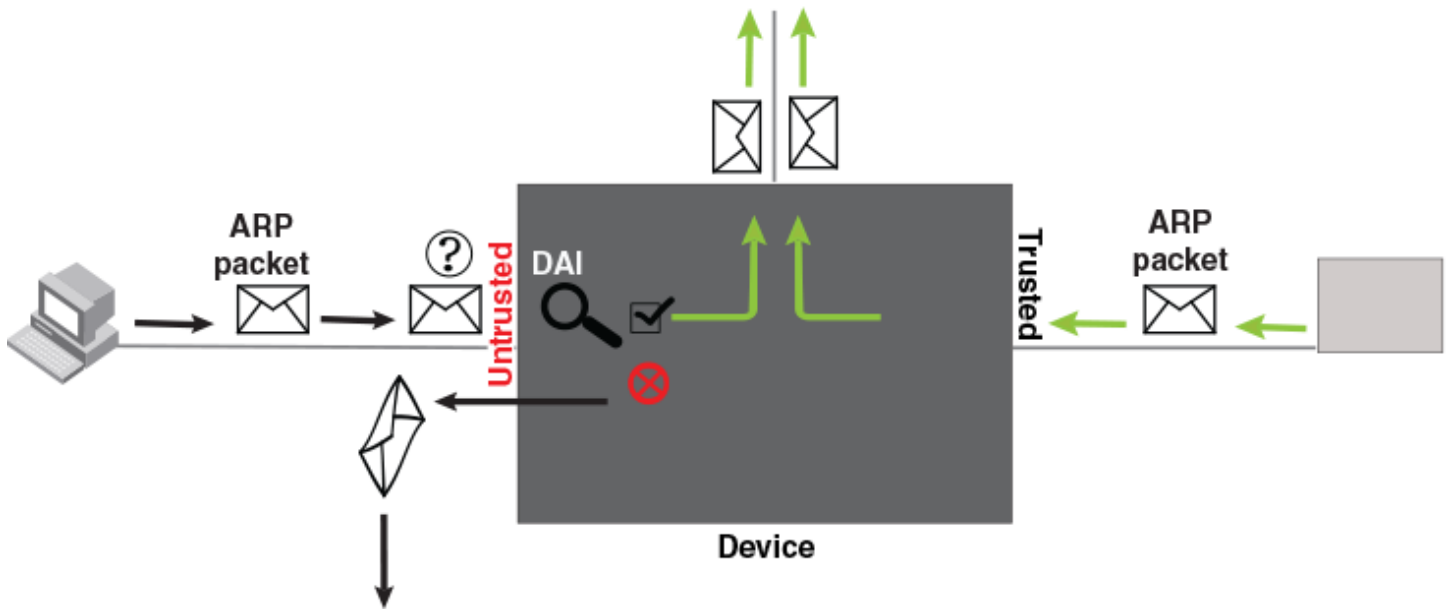 ARP
packet
?
Untrusted
DAI
Trusted
ARP
packet
Device